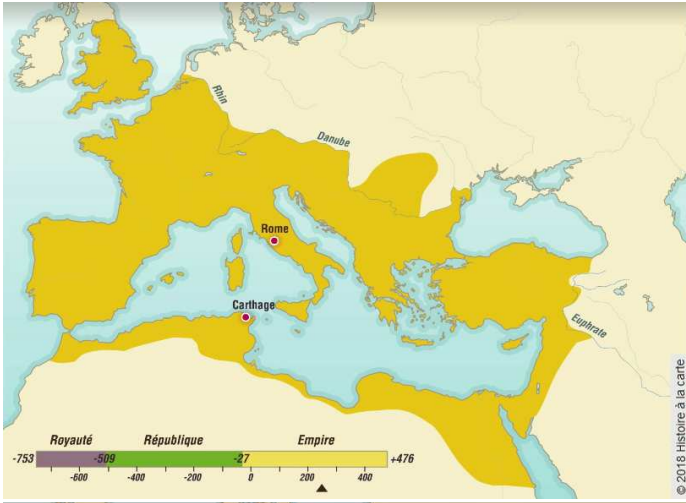 Rhin
Danube
Rome
Carthage
Euphrate
Royauté République Empire
-753 -509 -27 +476
-600 -400 -200 0 200 400
© 2018 Histoire à la carte